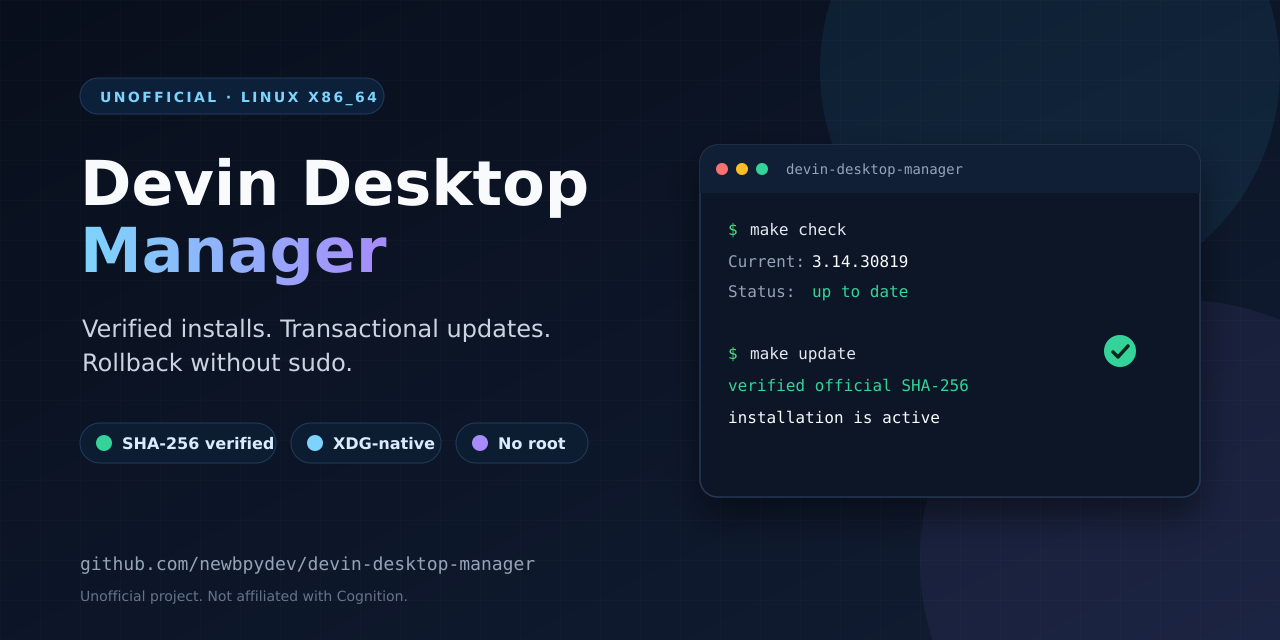 UNOFFICIAL · LINUX X86_64
Devin Desktop
Manager
Verified installs. Transactional updates.
Rollback without sudo.
SHA-256 verified
XDG-native
No root
github.com/newbpydev/devin-desktop-manager
Unofficial project. Not affiliated with Cognition.
devin-desktop-manager
$ make check
Current: 3.14.30819
Status: up to date
$ make update
verified official SHA-256
installation is active